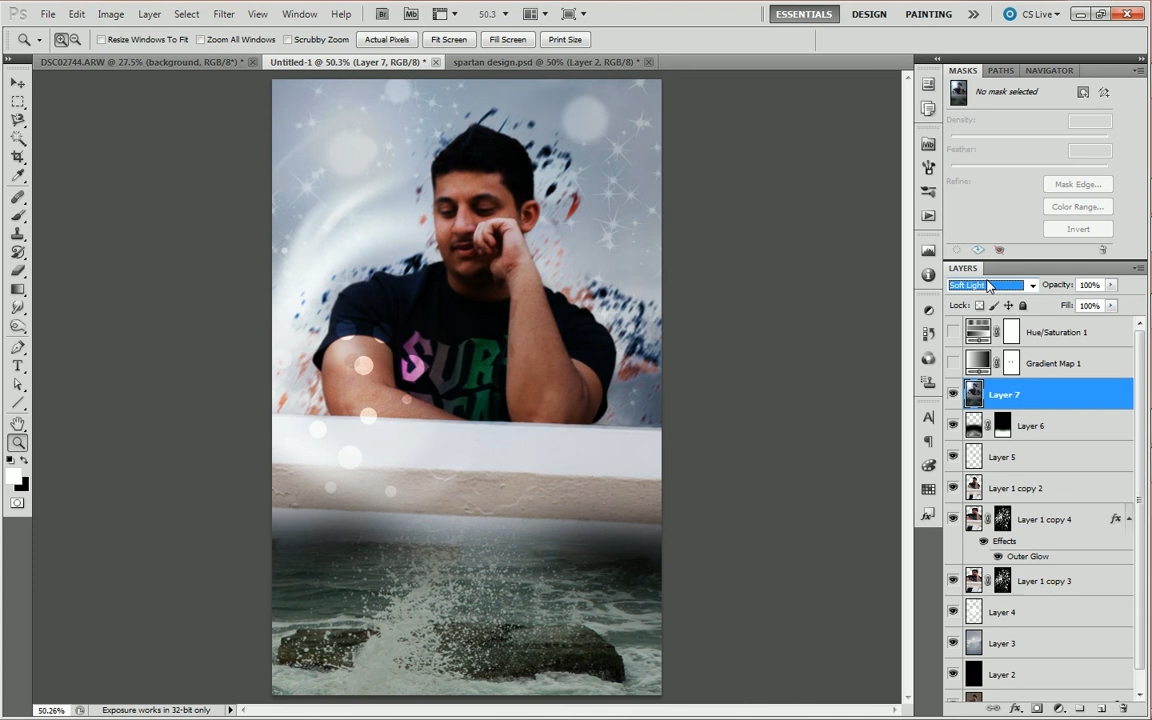 Ps File Edit Image Layer Select Filter View Window Help Br Mb 50.3 ESSENTIALS DESIGN PAINTING CS Live
Resize Windows To Fit Zoom All Windows Scrubby Zoom Actual Pixels Fit Screen Fill Screen Print Size
DSC02744.ARW @ 27.5% (background, RGB/8*) * Untitled-1 @ 50.3% (Layer 7, RGB/8) * spartan design.psd @ 50% (Layer 2, RGB/8) *
MASKS PATHS NAVIGATOR
No mask selected
Density:
Feather:
Refine: Mask Edge...
Color Range...
Invert
LAYERS
Soft Light Opacity: 100%
Lock: Fill: 100%
Hue/Saturation 1
Gradient Map 1
Layer 7
Layer 6
Layer 5
Layer 1 copy 2
Layer 1 copy 4 fx
Effects
Outer Glow
Layer 1 copy 3
Layer 4
Layer 3
Layer 2
50.26% Exposure works in 32-bit only